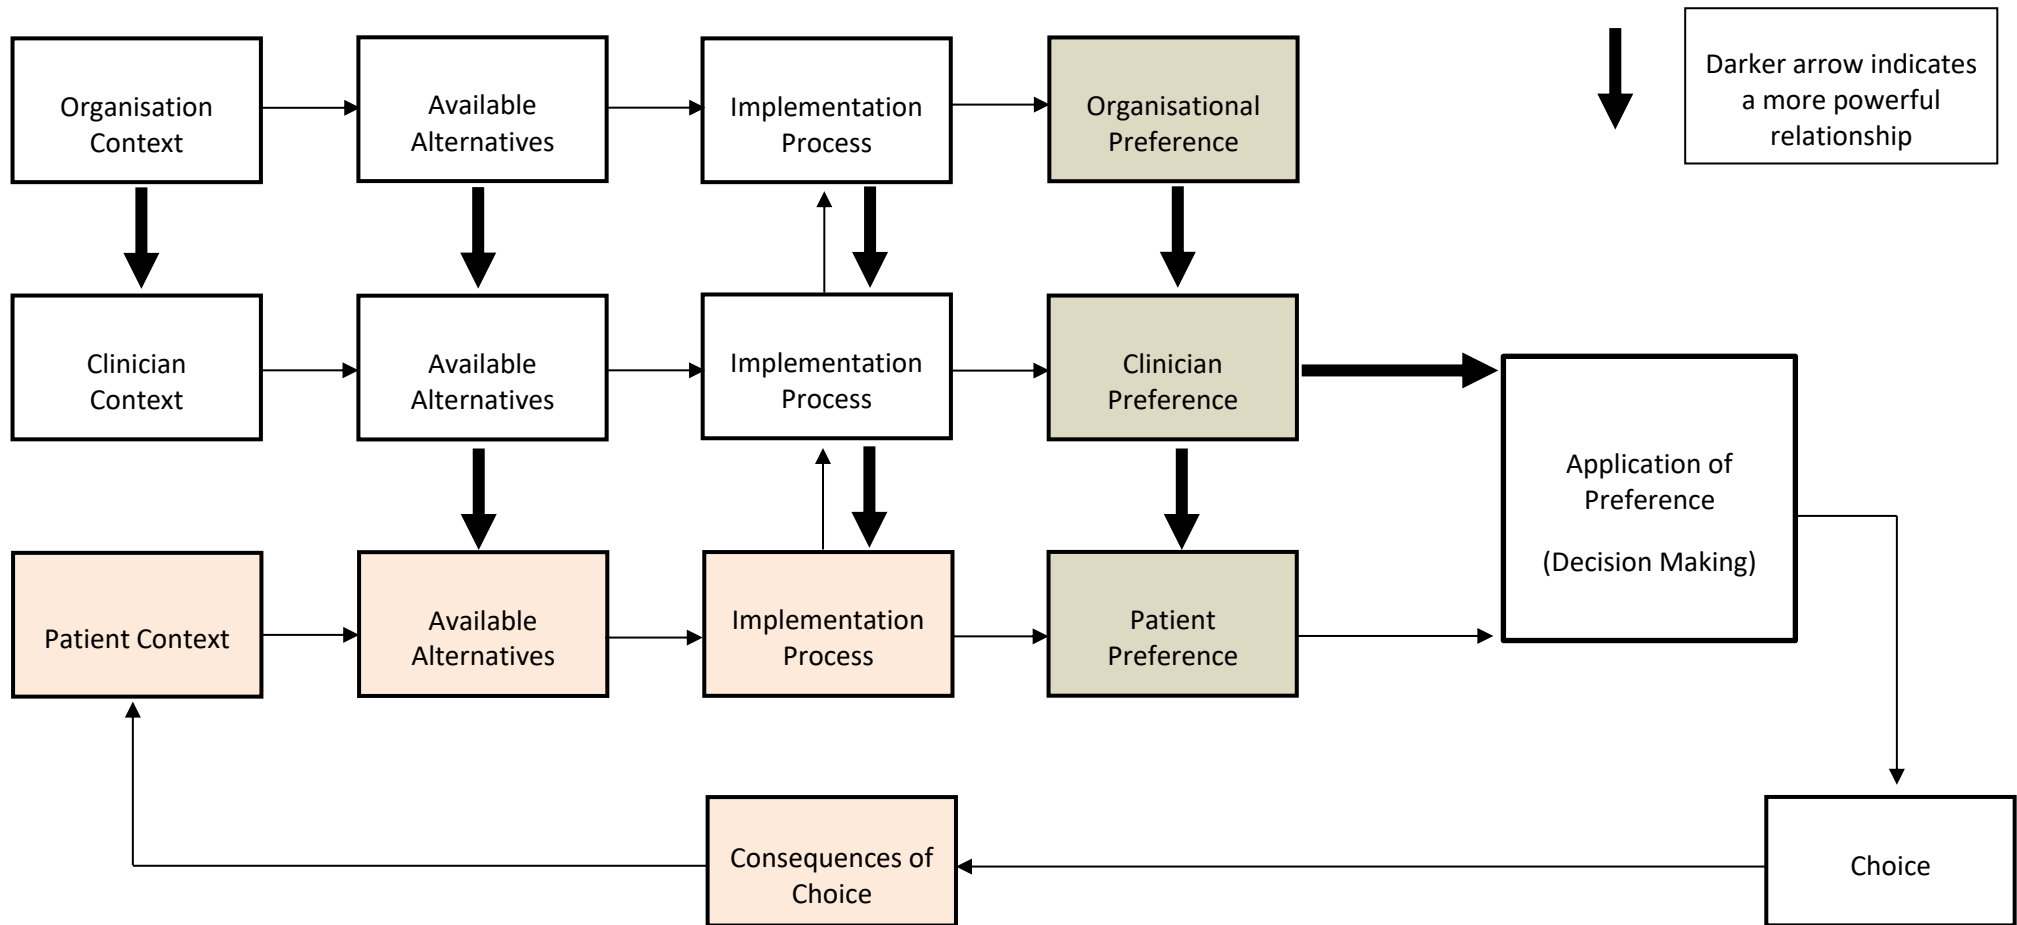 Organisation
Context
Available
Alternatives
Implementation
Process
Organisational
Preference
Darker arrow indicates
a more powerful
relationship
Clinician
Context
Available
Alternatives
Implementation
Process
Clinician
Preference
Application of
Preference
(Decision Making)
Patient Context
Available
Alternatives
Implementation
Process
Patient
Preference
Consequences of
Choice
Choice